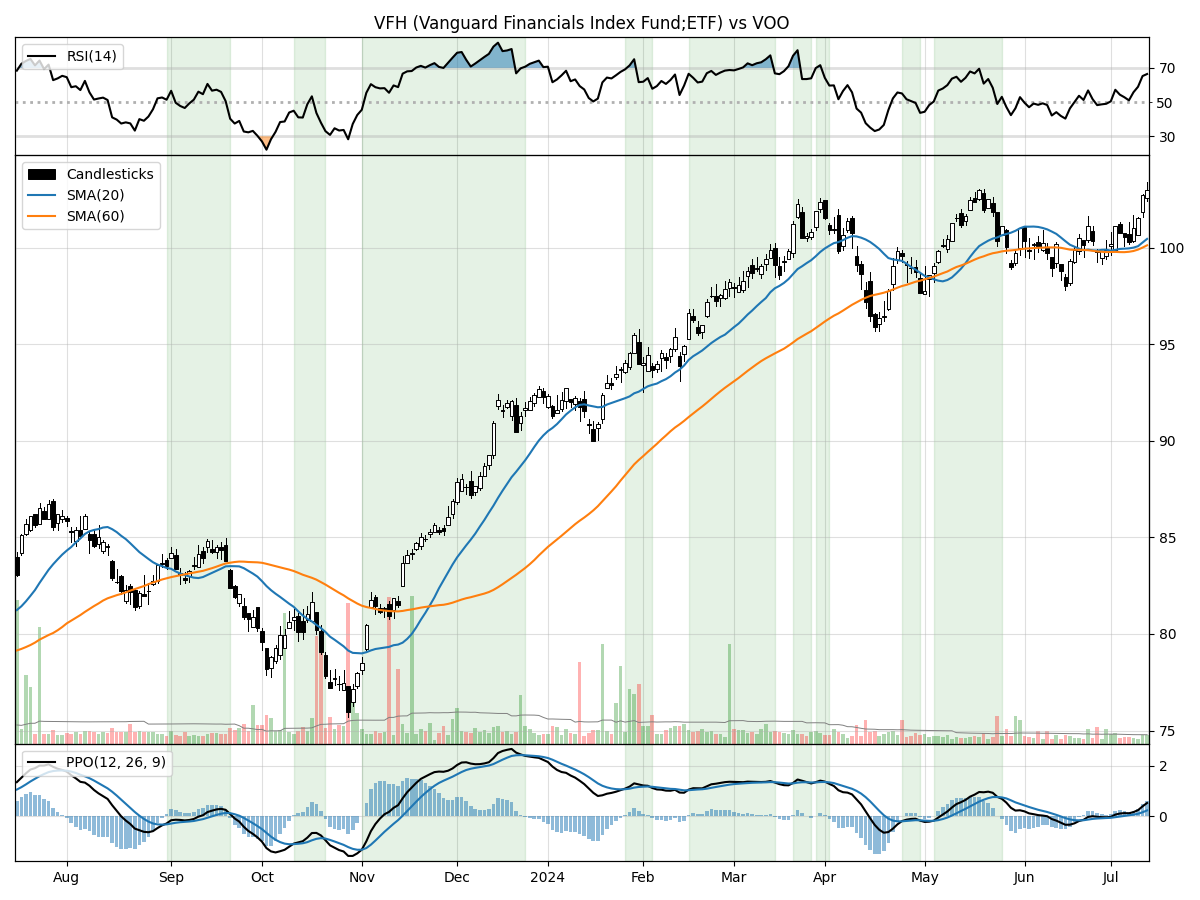 VFH (Vanguard Financials Index Fund;ETF) vs VOO
RSI(14)
70
50
30
Candlesticks
SMA(20)
SMA(60)
100
95
90
85
80
75
PPO(12, 26, 9)
2
0
Aug Sep Oct Nov Dec 2024 Feb Mar Apr May Jun Jul